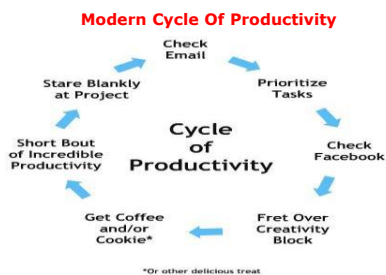 Modern Cycle Of Productivity
Check
Email
Prioritize
Tasks
Check
Facebook
Fret Over
Creativity
Block
Get Coffee
and/or
Cookie*
Short Bout
of Incredible
Productivity
Stare Blankly
at Project
Cycle
of
Productivity
*Or other delicious treat